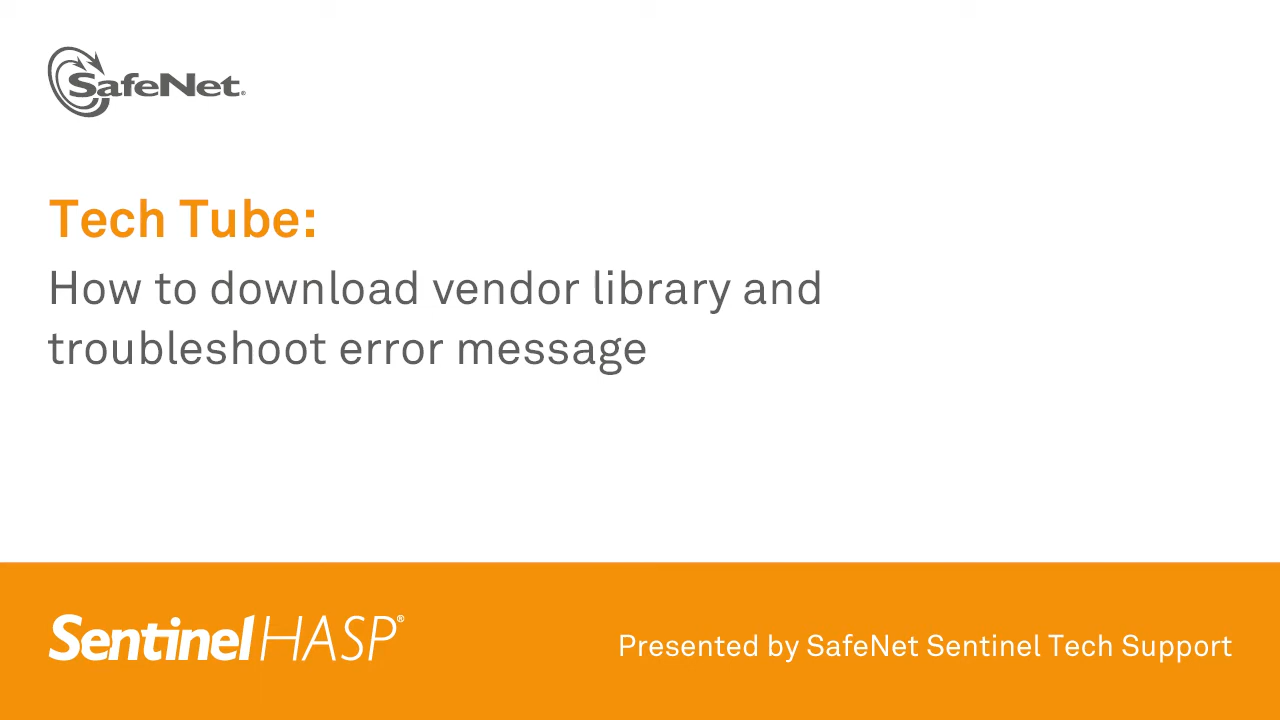 SafeNet®
Tech Tube:
How to download vendor library and
troubleshoot error message
Sentinel HASP®
Presented by SafeNet Sentinel Tech Support